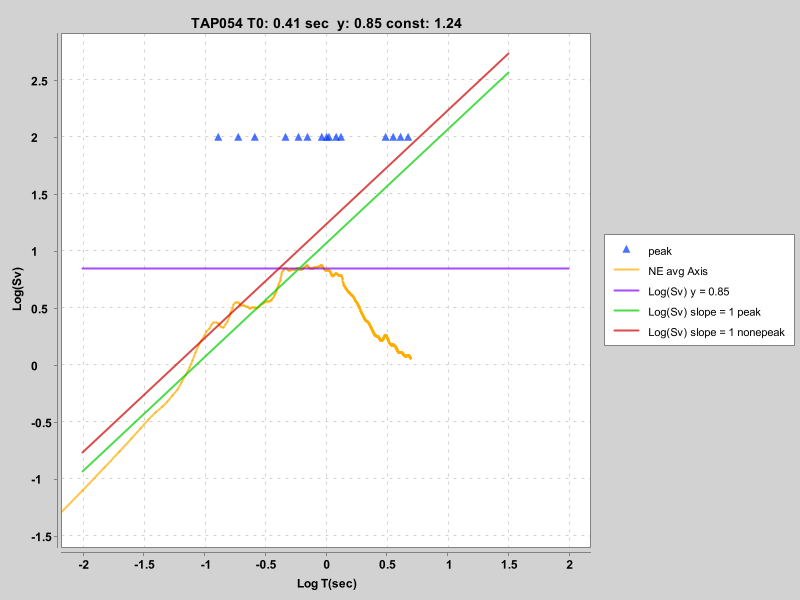 TAP054 T0: 0.41 sec  y: 0.85 const: 1.24
Log(Sv)
2.5
2
1.5
1
0.5
0
-0.5
-1
-1.5
-2
-1.5
-1
-0.5
0
0.5
1
1.5
2
Log T(sec)
peak
NE avg Axis
Log(Sv) y = 0.85
Log(Sv) slope = 1 peak
Log(Sv) slope = 1 nonepeak